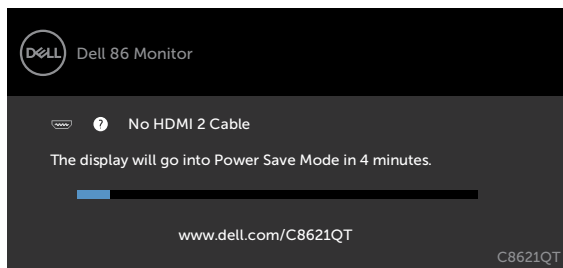 DELL Dell 86 Monitor
? No HDMI 2 Cable
The display will go into Power Save Mode in 4 minutes.
www.dell.com/C8621QT
C8621QT